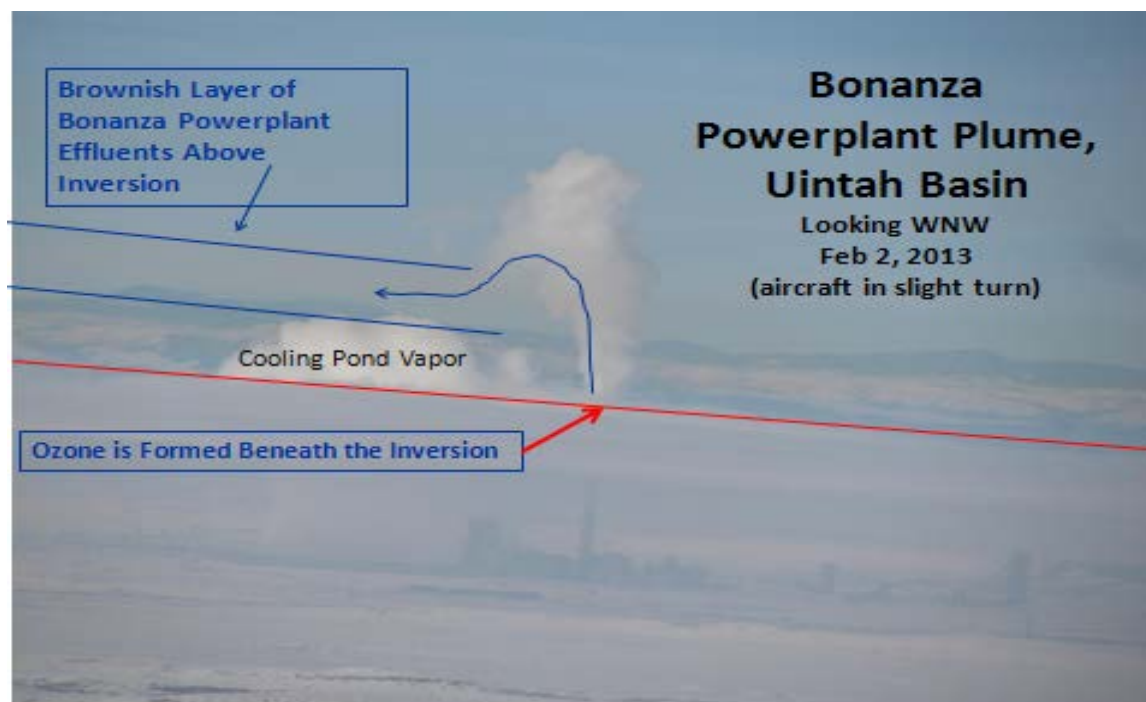 Brownish Layer of
Bonanza Powerplant
Effluents Above
Inversion
Bonanza
Powerplant Plume,
Uintah Basin
Looking WNW
Feb 2, 2013
(aircraft in slight turn)
Cooling Pond Vapor
Ozone is Formed Beneath the Inversion